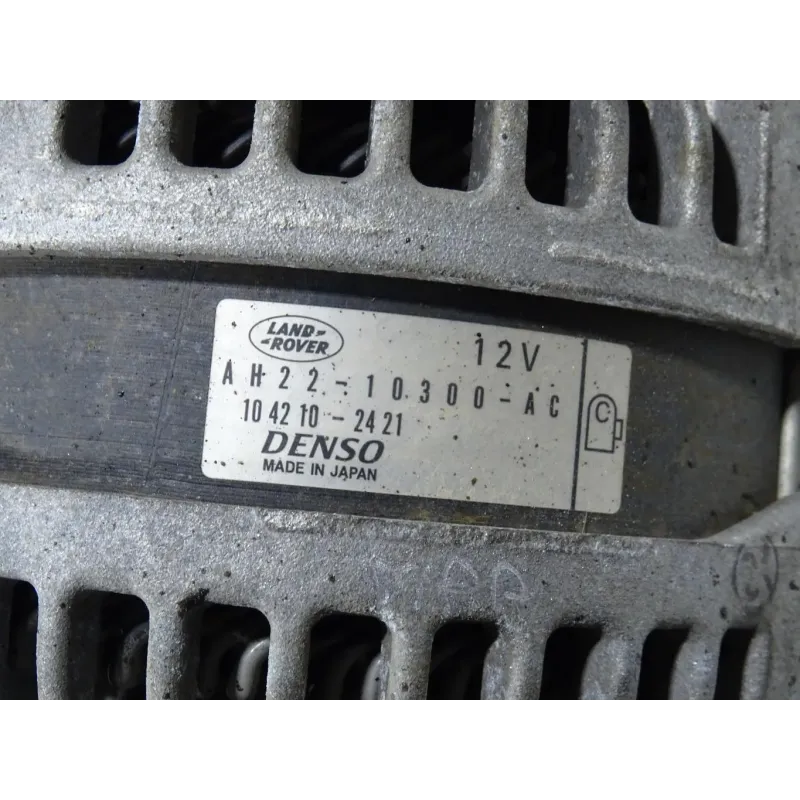 LAND-
-ROVER
12V
AH22-10300-AC
104210-2421
DENSO
MADE IN JAPAN
C